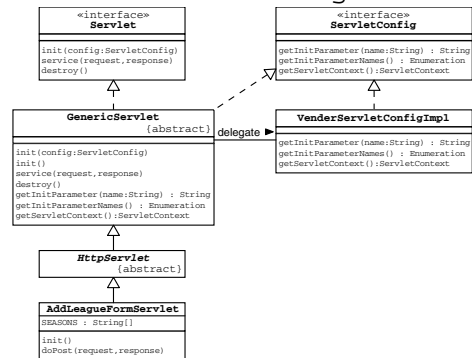 «interface»
Servlet
init(config:ServletConfig)
service(request,response)
destroy()
«interface»
ServletConfig
getInitParameter(name:String) : String
getInitParameterNames() : Enumeration
getServletContext():ServletContext
GenericServlet
{abstract}
init(config:ServletConfig)
init()
service(request,response)
destroy()
getInitParameter(name:String) : String
getInitParameterNames() : Enumeration
getServletContext():ServletContext
delegate
VenderServletConfigImpl
getInitParameter(name:String) : String
getInitParameterNames() : Enumeration
getServletContext():ServletContext
HttpServlet
{abstract}
AddLeagueFormServlet
SEASONS : String[]
init()
doPost(request,response)